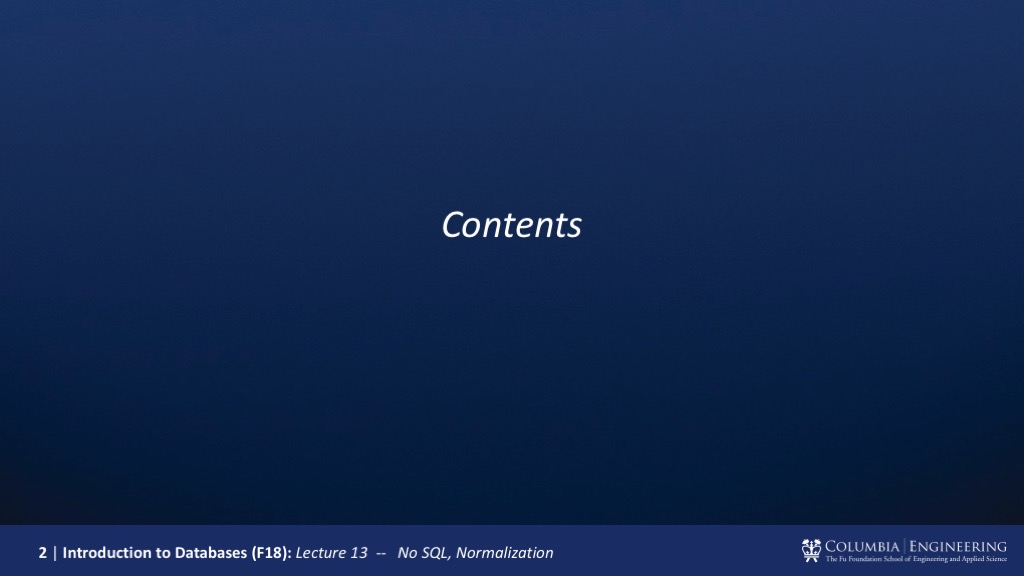 Contents
2 | Introduction to Databases (F18): Lecture 13 -- No SQL, Normalization
COLUMBIA | ENGINEERING
The Fu Foundation School of Engineering and Applied Science